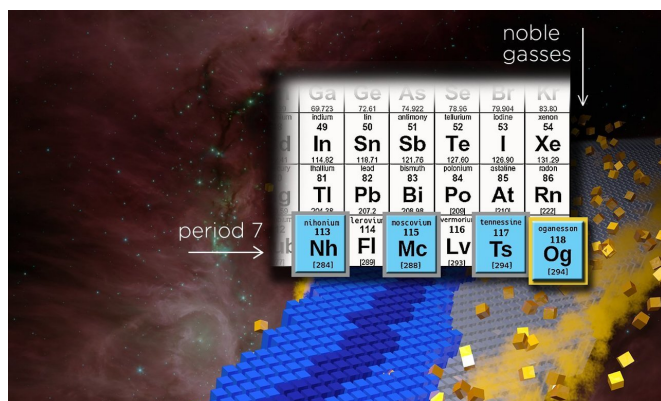 noble
gasses
Ga Ge As Se Br Kr
69.723 72.61 74.922 78.96 79.904 83.80
indium tin antimony tellurium iodine xenon
49 50 51 52 53 54
d In Sn Sb Te I Xe
114.82 118.71 121.76 127.60 126.90 131.29
thallium lead bismuth polonium astatine radon
81 82 83 84 85 86
g Tl Pb Bi Po At Rn
204.38 207.2 208.98 [209] [210] [222]
nihonium lerovium moscovium vermorium tennessine oganesson
113 114 115 116 117 118
period 7
Nh Fl Mc Lv Ts Og
[284] [289] [288] [293] [294] [294]